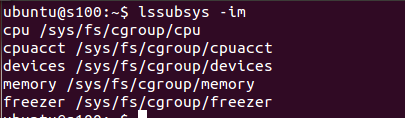 ubuntu@s100:~$ lssubsys -im
cpu /sys/fs/cgroup/cpu
cpuacct /sys/fs/cgroup/cpuacct
devices /sys/fs/cgroup/devices
memory /sys/fs/cgroup/memory
freezer /sys/fs/cgroup/freezer
ubuntu@s100:~$